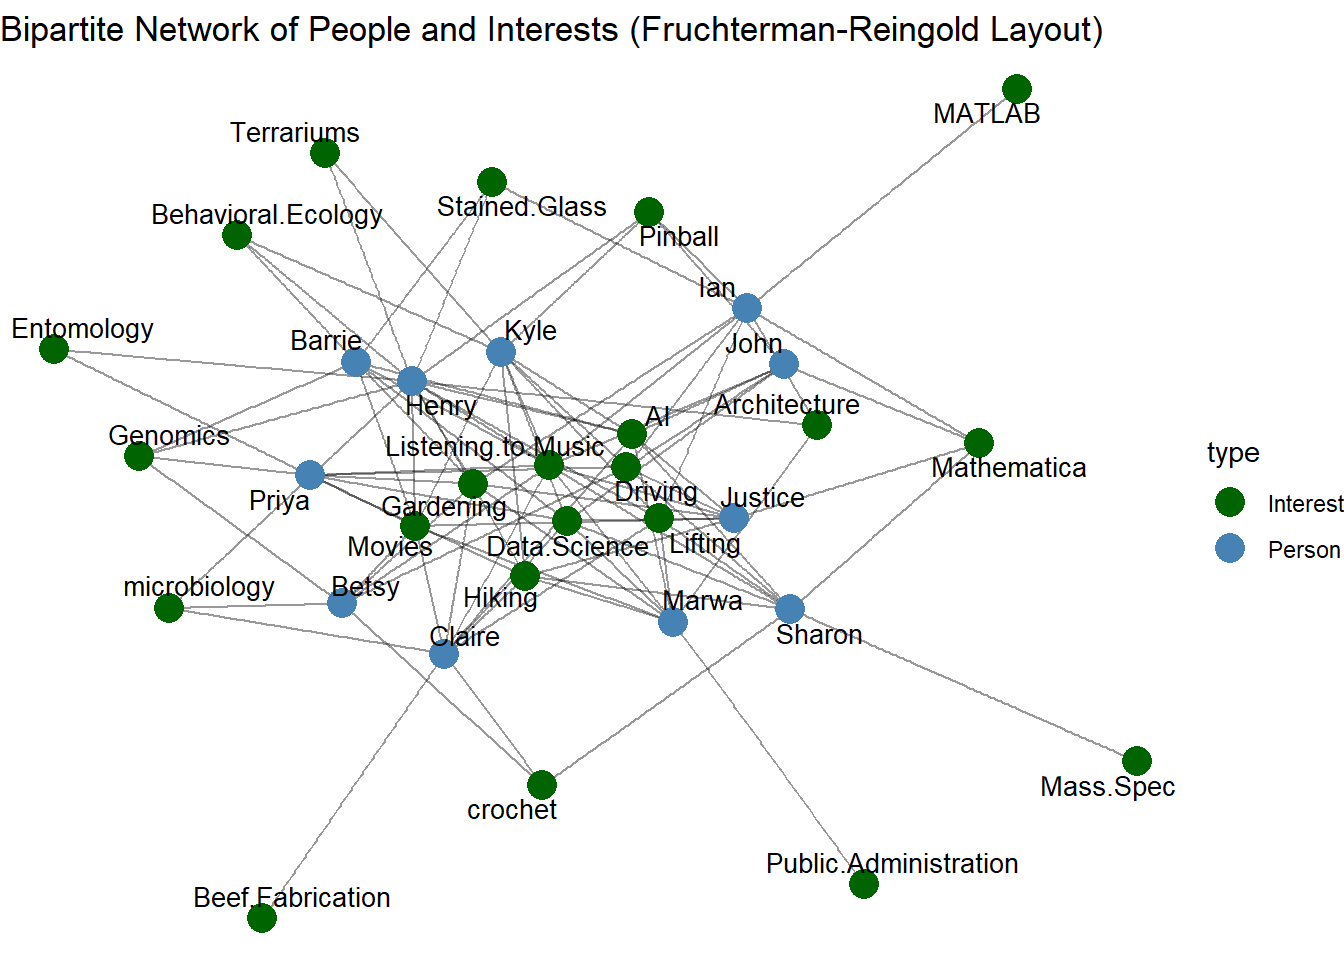 Bipartite Network of People and Interests (Fruchterman-Reingold Layout)
MATLAB
Terrariums
Stained.Glass
Behavioral.Ecology
Pinball
Ian
Entomology
Barrie
Kyle
John
Henry
AI
Architecture
Genomics
Listening.to.Music
Mathematica
type
Priya
Gardening
Driving
Justice
Interest
Movies
Data.Science
Lifting
Person
microbiology
Betsy
Hiking
Marwa
Claire
Sharon
Mass.Spec
crochet
Public.Administration
Beef.Fabrication